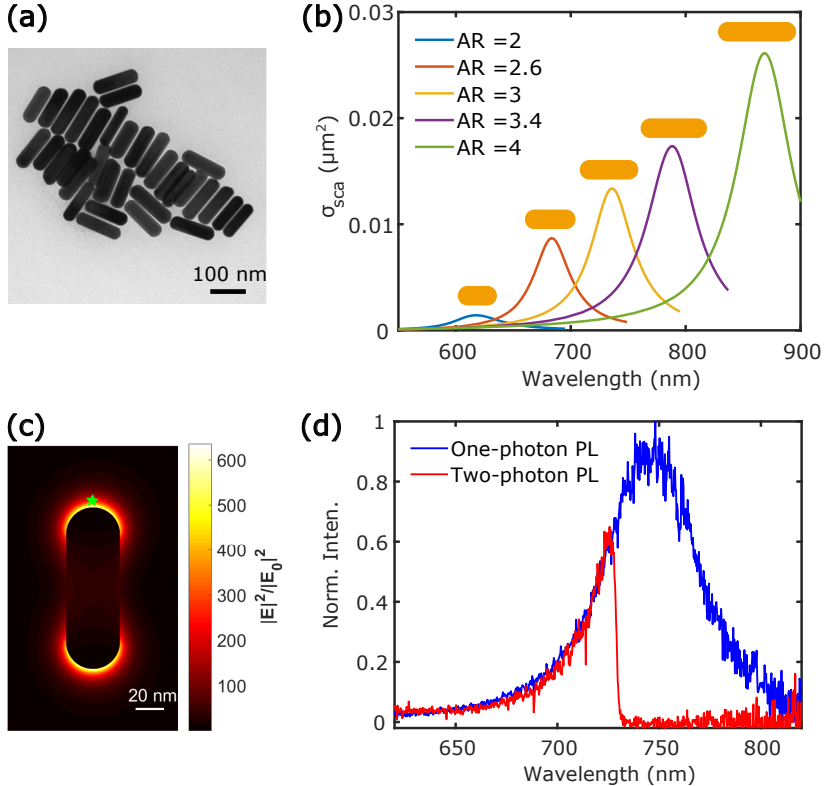 (a)
100 nm
(b)
0.03
0.02
0.01
0
σsca (μm²)
AR =2
AR =2.6
AR =3
AR =3.4
AR =4
600 700 800 900
Wavelength (nm)
(c)
600
500
400
300
200
100
|E|²/|E₀|²
20 nm
(d)
1
0.8
0.6
0.4
0.2
0
Norm. Inten.
One-photon PL
Two-photon PL
650 700 750 800
Wavelength (nm)